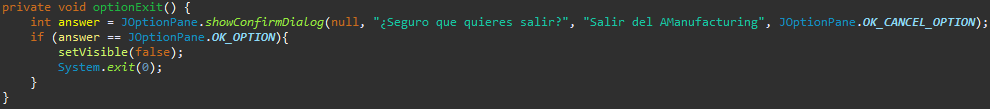 private void optionExit() {
    int answer = JOptionPane.showConfirmDialog(null, "¿Seguro que quieres salir?", "Salir del AManufacturing", JOptionPane.OK_CANCEL_OPTION);
    if (answer == JOptionPane.OK_OPTION){
        setVisible(false);
        System.exit(0);
    }
}